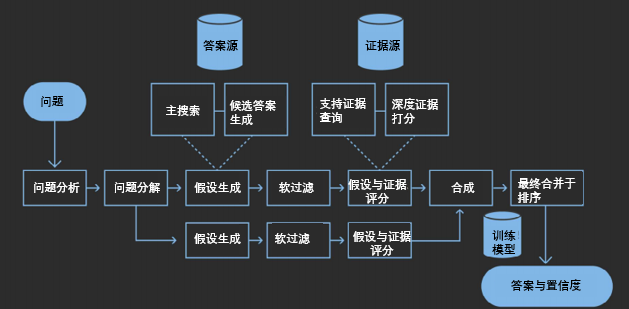 答案源
证据源
问题
主搜索
候选答案
生成
支持证据
查询
深度证据
打分
问题分析
问题分解
假设生成
软过滤
假设与证据
评分
合成
最终合并于
排序
假设生成
软过滤
假设与证据
评分
训练
模型
答案与置信度